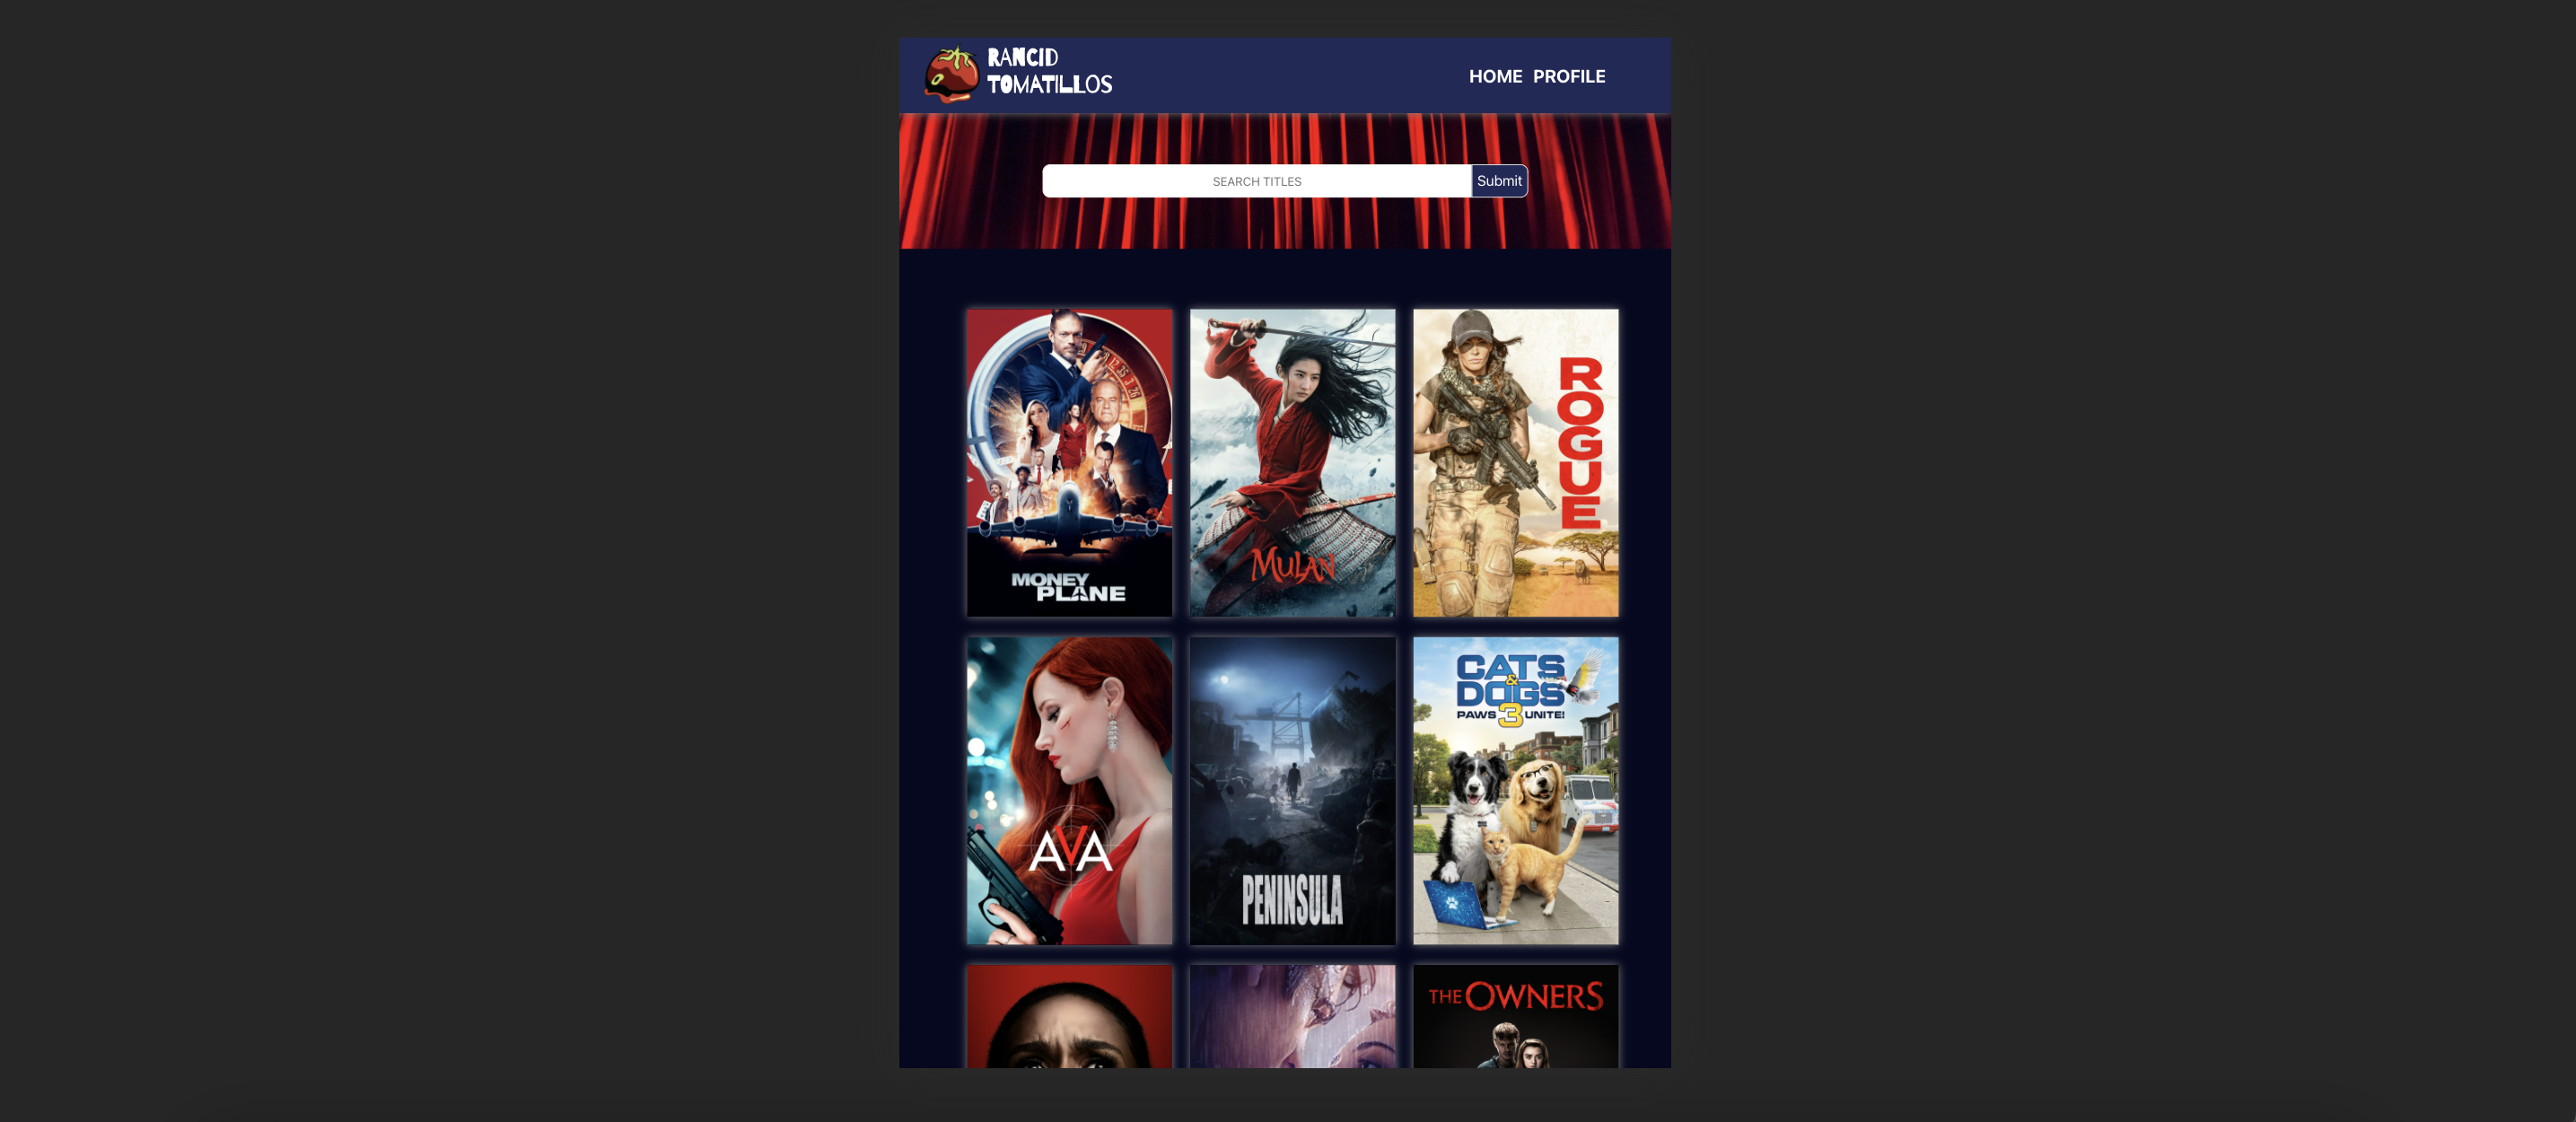 RANCID
TOMATILLOS
HOME PROFILE
SEARCH TITLES
Submit
MONEY
PLANE
MULAN
ROGUE
AVA
PENINSULA
CATS
&
DOGS
PAWS 3 UNITE!
THE OWNERS